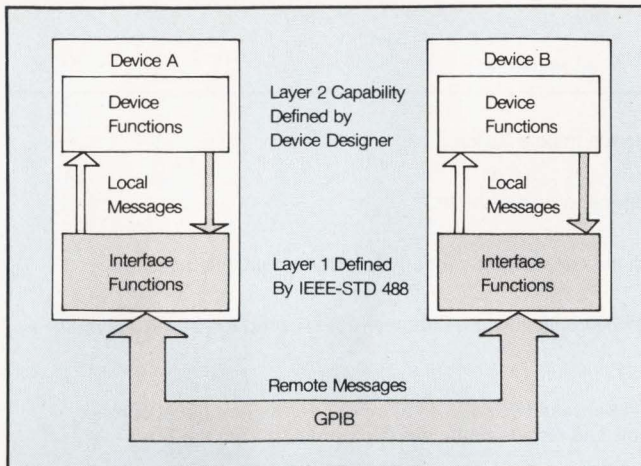 Device A
Device
Functions
Local
Messages
Interface
Functions
Layer 2 Capability
Defined by
Device Designer
Layer 1 Defined
By IEEE-STD 488
Device B
Device
Functions
Local
Messages
Interface
Functions
Remote Messages
GPIB